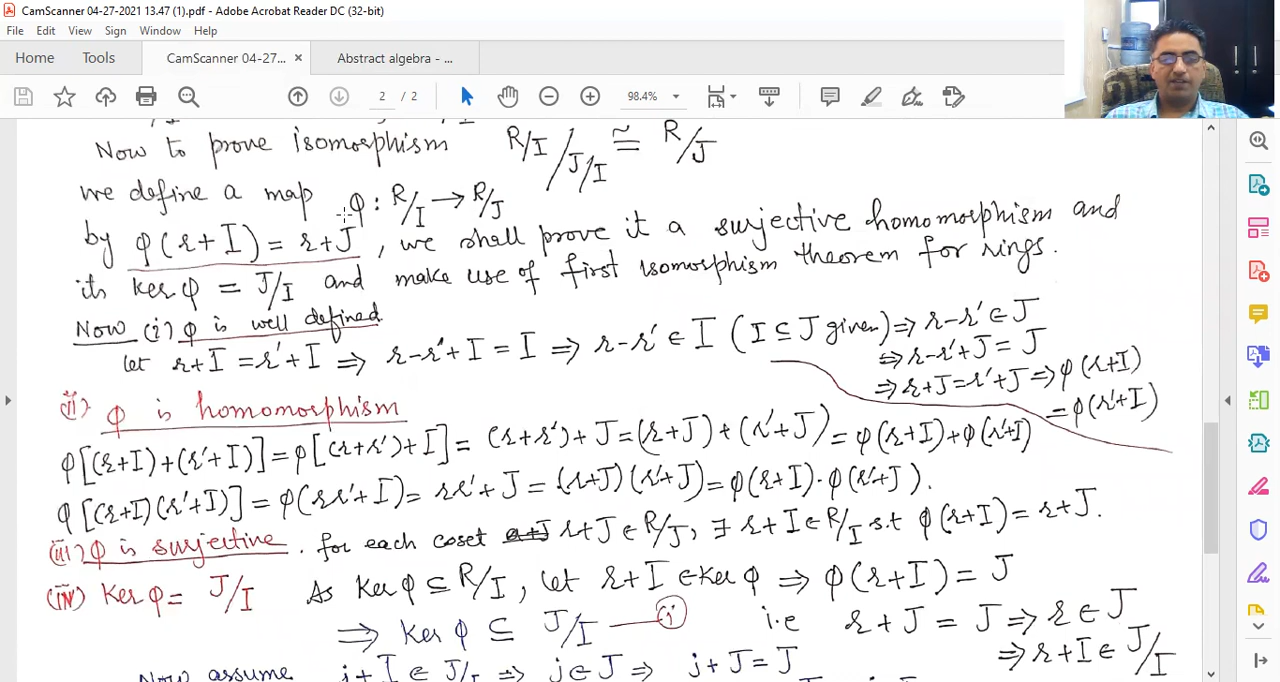 CamScanner 04-27-2021 13.47 (1).pdf - Adobe Acrobat Reader DC (32-bit)
File Edit View Sign Window Help
Home Tools CamScanner 04-27... × Abstract algebra - ...
2 / 2 98.4%
Now to prove isomorphism R/I / J/I ≅ R/J
we define a map φ : R/I → R/J
by φ(r+I) = r+J , we shall prove it a surjective homomorphism and
its ker φ = J/I and make use of first isomorphism theorem for rings.
Now (i) φ is well defined
let r+I = r'+I ⇒ r-r'+I = I ⇒ r-r' ∈ I (I ⊆ J given) ⇒ r-r' ∈ J
⇒ r-r'+J = J
⇒ r+J = r'+J ⇒ φ(r+I)
= φ(r'+I)
(ii) φ is homomorphism
φ[(r+I)+(r'+I)] = φ[(r+r')+I] = (r+r')+J = (r+J)+(r'+J) = φ(r+I)+φ(r'+I)
φ[(r+I)(r'+I)] = φ(rr'+I) = rr'+J = (r+J)(r'+J) = φ(r+I)·φ(r'+J).
(iii) φ is surjective . for each coset a+J r+J ∈ R/J, ∃ r+I ∈ R/I s.t φ(r+I) = r+J.
(iv) Ker φ = J/I As Ker φ ⊆ R/I, let r+I ∈ Ker φ ⇒ φ(r+I) = J
i.e r+J = J ⇒ r ∈ J
⇒ Ker φ ⊆ J/I — (i)
⇒ r+I ∈ J/I
Now assume j+I ∈ J/I ⇒ j ∈ J ⇒ j+J = J